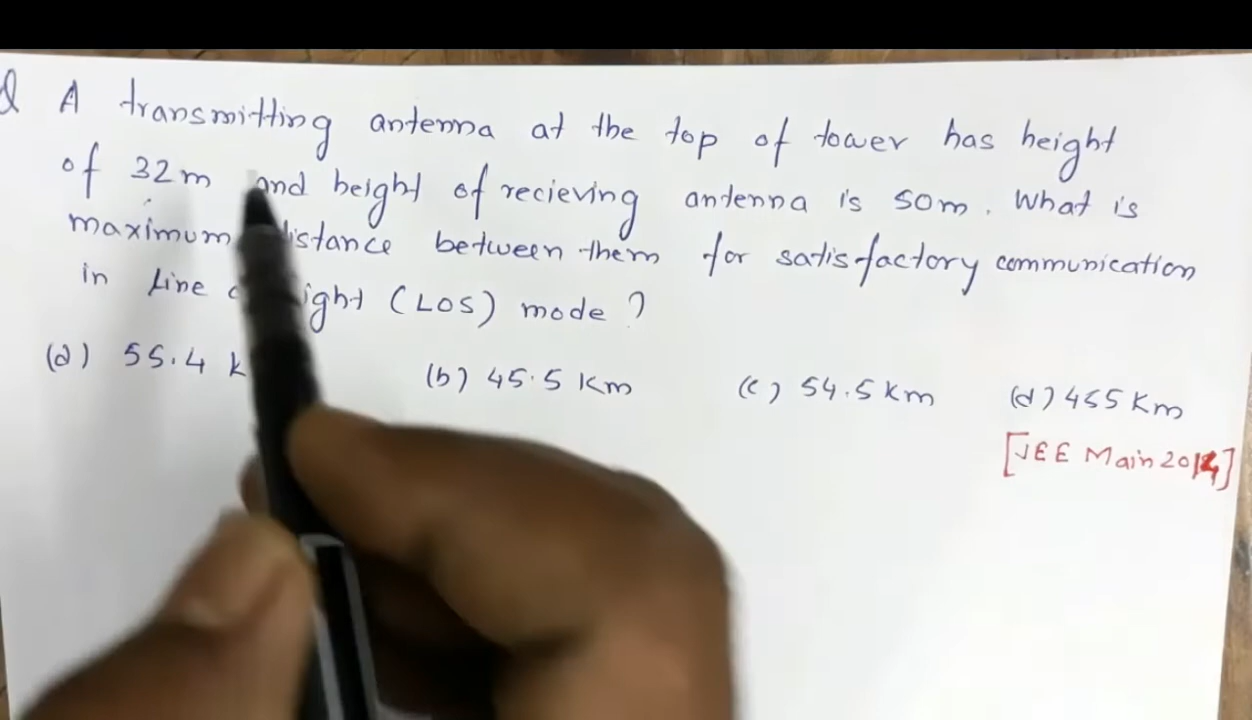 Q A transmitting antenna at the top of tower has height
of 32m and height of recieving antenna is 50m. What is
maximum distance between them for satisfactory communication
in Line ight (LOS) mode ?
(a) 55.4 k (b) 45.5 Km (c) 54.5 Km (d) 455 Km
[JEE Main 2014]